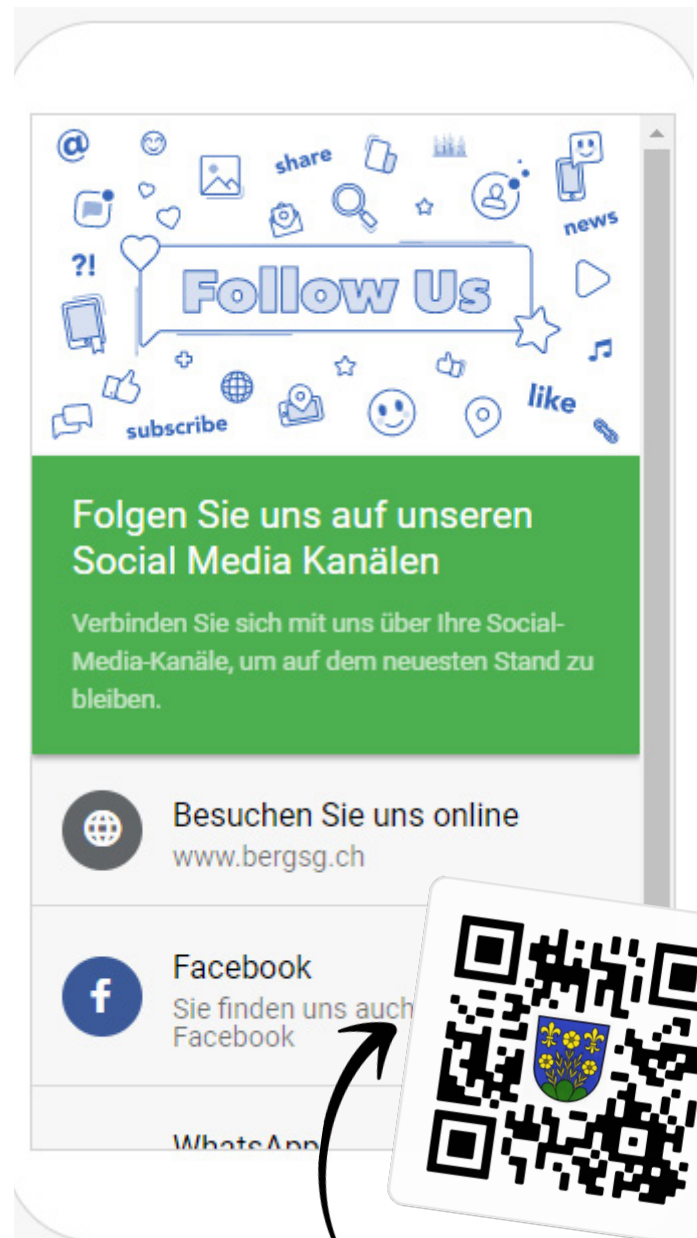 @
share
news
?!
Follow Us
like
subscribe
Folgen Sie uns auf unseren
Social Media Kanälen
Verbinden Sie sich mit uns über Ihre Social-
Media-Kanäle, um auf dem neuesten Stand zu
bleiben.
Besuchen Sie uns online
www.bergsg.ch
Facebook
Sie finden uns auch
Facebook
WhatsApp